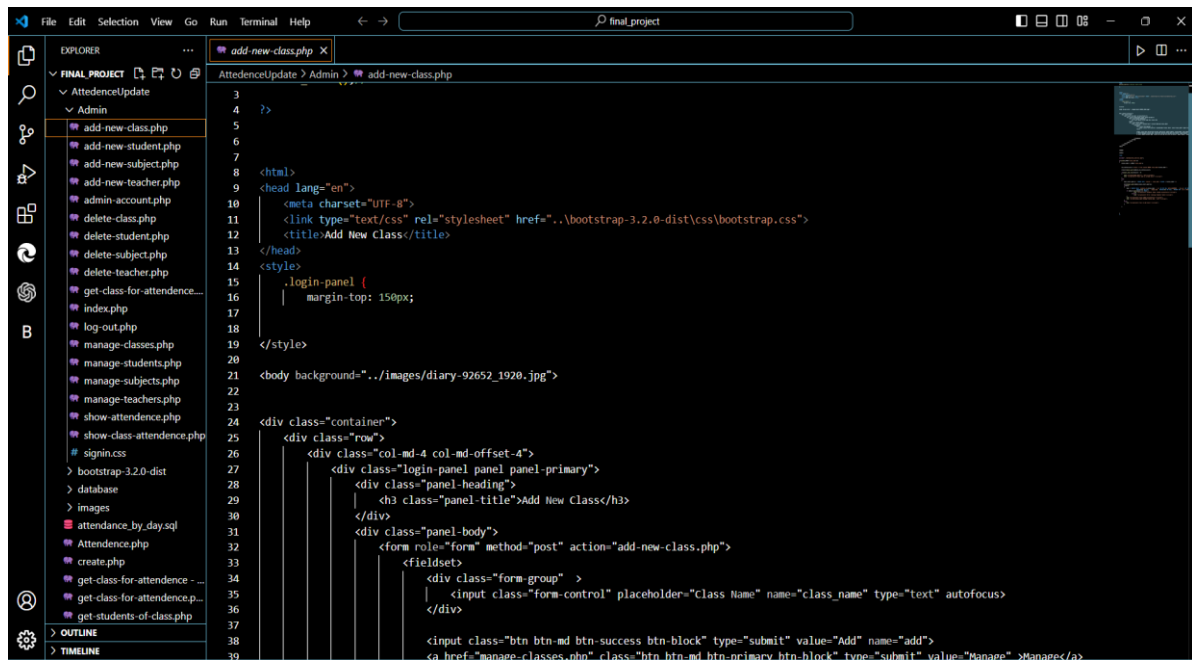 File Edit Selection View Go Run Terminal Help
final_project
EXPLORER
add-new-class.php
FINAL_PROJECT
AttedenceUpdate
Admin
add-new-class.php
add-new-student.php
add-new-subject.php
add-new-teacher.php
admin-account.php
delete-class.php
delete-student.php
delete-subject.php
delete-teacher.php
get-class-for-attendence....
index.php
log-out.php
manage-classes.php
manage-students.php
manage-subjects.php
manage-teachers.php
show-attendence.php
show-class-attendence.php
# signin.css
bootstrap-3.2.0-dist
database
images
attendance_by_day.sql
Attendence.php
create.php
get-class-for-attendence - ...
get-class-for-attendence.p...
get-students-of-class.php
OUTLINE
TIMELINE
B
AttedenceUpdate > Admin > add-new-class.php
3
4 ?>
5
6
7
8 <html>
9 <head lang="en">
10 <meta charset="UTF-8">
11 <link type="text/css" rel="stylesheet" href="..\bootstrap-3.2.0-dist\css\bootstrap.css">
12 <title>Add New Class</title>
13 </head>
14 <style>
15 .login-panel {
16 margin-top: 150px;
17
18
19 </style>
20
21 <body background="../images/diary-92652_1920.jpg">
22
23
24 <div class="container">
25 <div class="row">
26 <div class="col-md-4 col-md-offset-4">
27 <div class="login-panel panel panel-primary">
28 <div class="panel-heading">
29 <h3 class="panel-title">Add New Class</h3>
30 </div>
31 <div class="panel-body">
32 <form role="form" method="post" action="add-new-class.php">
33 <fieldset>
34 <div class="form-group" >
35 <input class="form-control" placeholder="Class Name" name="class_name" type="text" autofocus>
36 </div>
37
38 <input class="btn btn-md btn-success btn-block" type="submit" value="Add" name="add">
39 <a href="manage-classes.php" class="btn btn-md btn-primary btn-block" type="submit" value="Manage" >Manage</a>